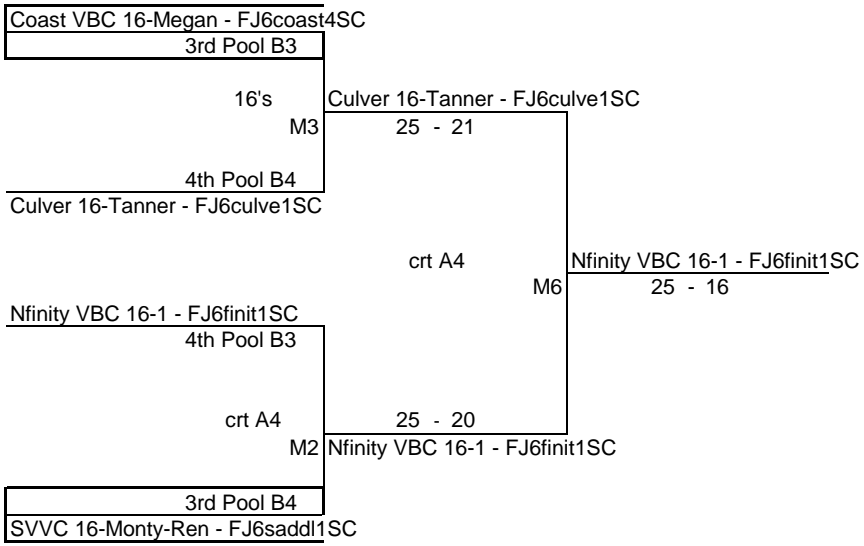 Coast VBC 16-Megan - FJ6coast4SC
3rd Pool B3
16's
Culver 16-Tanner - FJ6culve1SC
M3
25 - 21
4th Pool B4
Culver 16-Tanner - FJ6culve1SC
crt A4
Nfinity VBC 16-1 - FJ6finit1SC
M6
25 - 16
Nfinity VBC 16-1 - FJ6finit1SC
4th Pool B3
crt A4
25 - 20
M2
Nfinity VBC 16-1 - FJ6finit1SC
3rd Pool B4
SVVC 16-Monty-Ren - FJ6saddl1SC